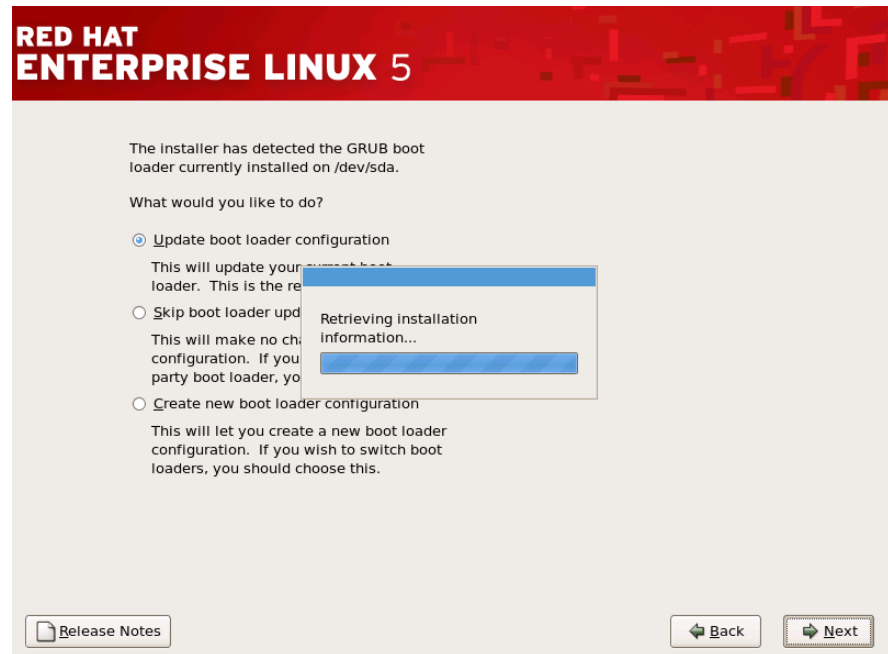 RED HAT
ENTERPRISE LINUX 5
The installer has detected the GRUB boot
loader currently installed on /dev/sda.
What would you like to do?
Update boot loader configuration
This will update your current boot
loader. This is the re
Skip boot loader upd
This will make no cha
configuration. If you
party boot loader, yo
Retrieving installation
information...
Create new boot loader configuration
This will let you create a new boot loader
configuration. If you wish to switch boot
loaders, you should choose this.
Release Notes
Back
Next